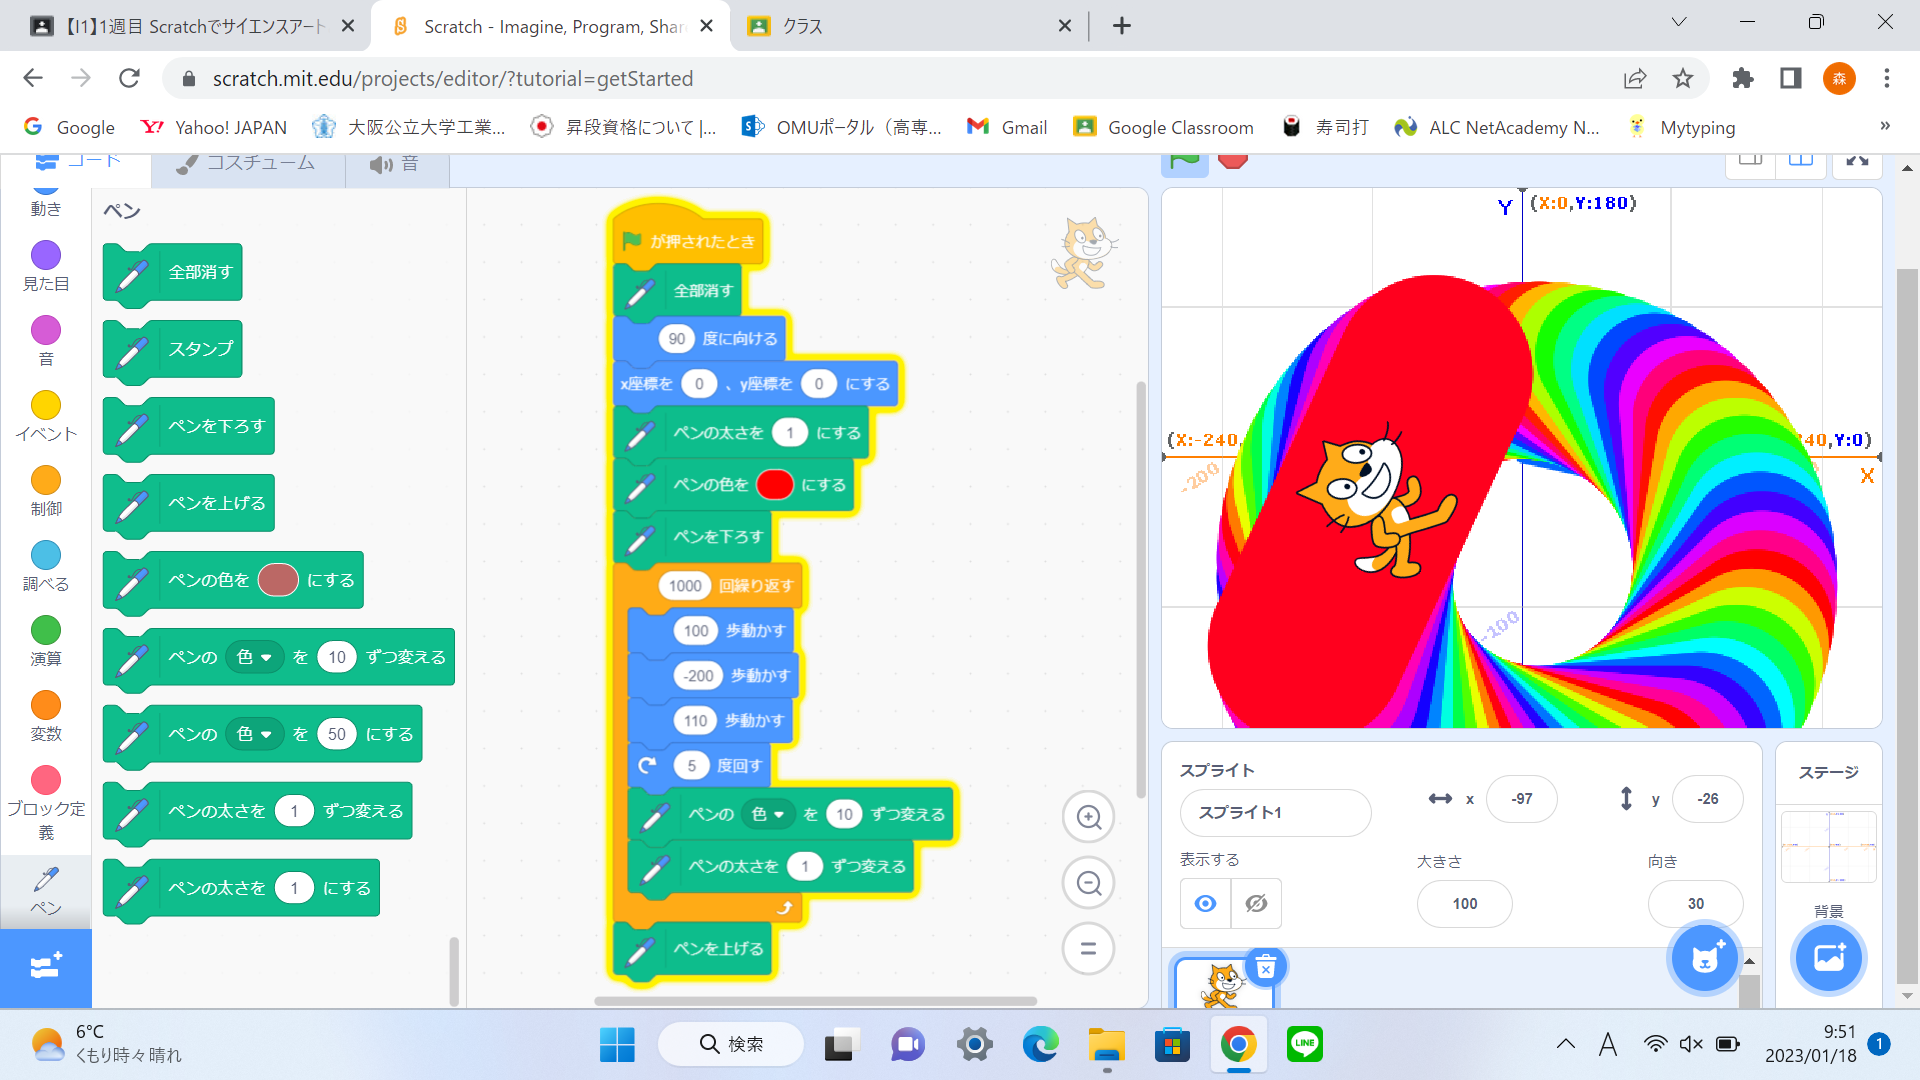 【I1】1週目 Scratchでサイエンスアート
Scratch - Imagine, Program, Shar
クラス
scratch.mit.edu/projects/editor/?tutorial=getStarted
森
Google
Yahoo! JAPAN
大阪公立大学工業...
昇段資格について |...
OMUポータル（高専...
Gmail
Google Classroom
寿司打
ALC NetAcademy N...
Mytyping
»
コード
コスチューム
音
動き
見た目
音
イベント
制御
調べる
演算
変数
ブロック定義
ペン
ペン
全部消す
スタンプ
ペンを下ろす
ペンを上げる
ペンの色を にする
ペンの 色 を 10 ずつ変える
ペンの 色 を 50 にする
ペンの太さを 1 ずつ変える
ペンの太さを 1 にする
が押されたとき
全部消す
90 度に向ける
x座標を 0 、y座標を 0 にする
ペンの太さを 1 にする
ペンの色を にする
ペンを下ろす
1000 回繰り返す
100 歩動かす
-200 歩動かす
110 歩動かす
5 度回す
ペンの 色 を 10 ずつ変える
ペンの太さを 1 ずつ変える
ペンを上げる
Y (X:0,Y:180)
(X:-240,
40,Y:0)
-200
X
-100
スプライト
スプライト1
x -97
y -26
表示する
大きさ
100
向き
30
ステージ
背景
6°C
くもり時々晴れ
検索
LINE
A
9:51
2023/01/18
1